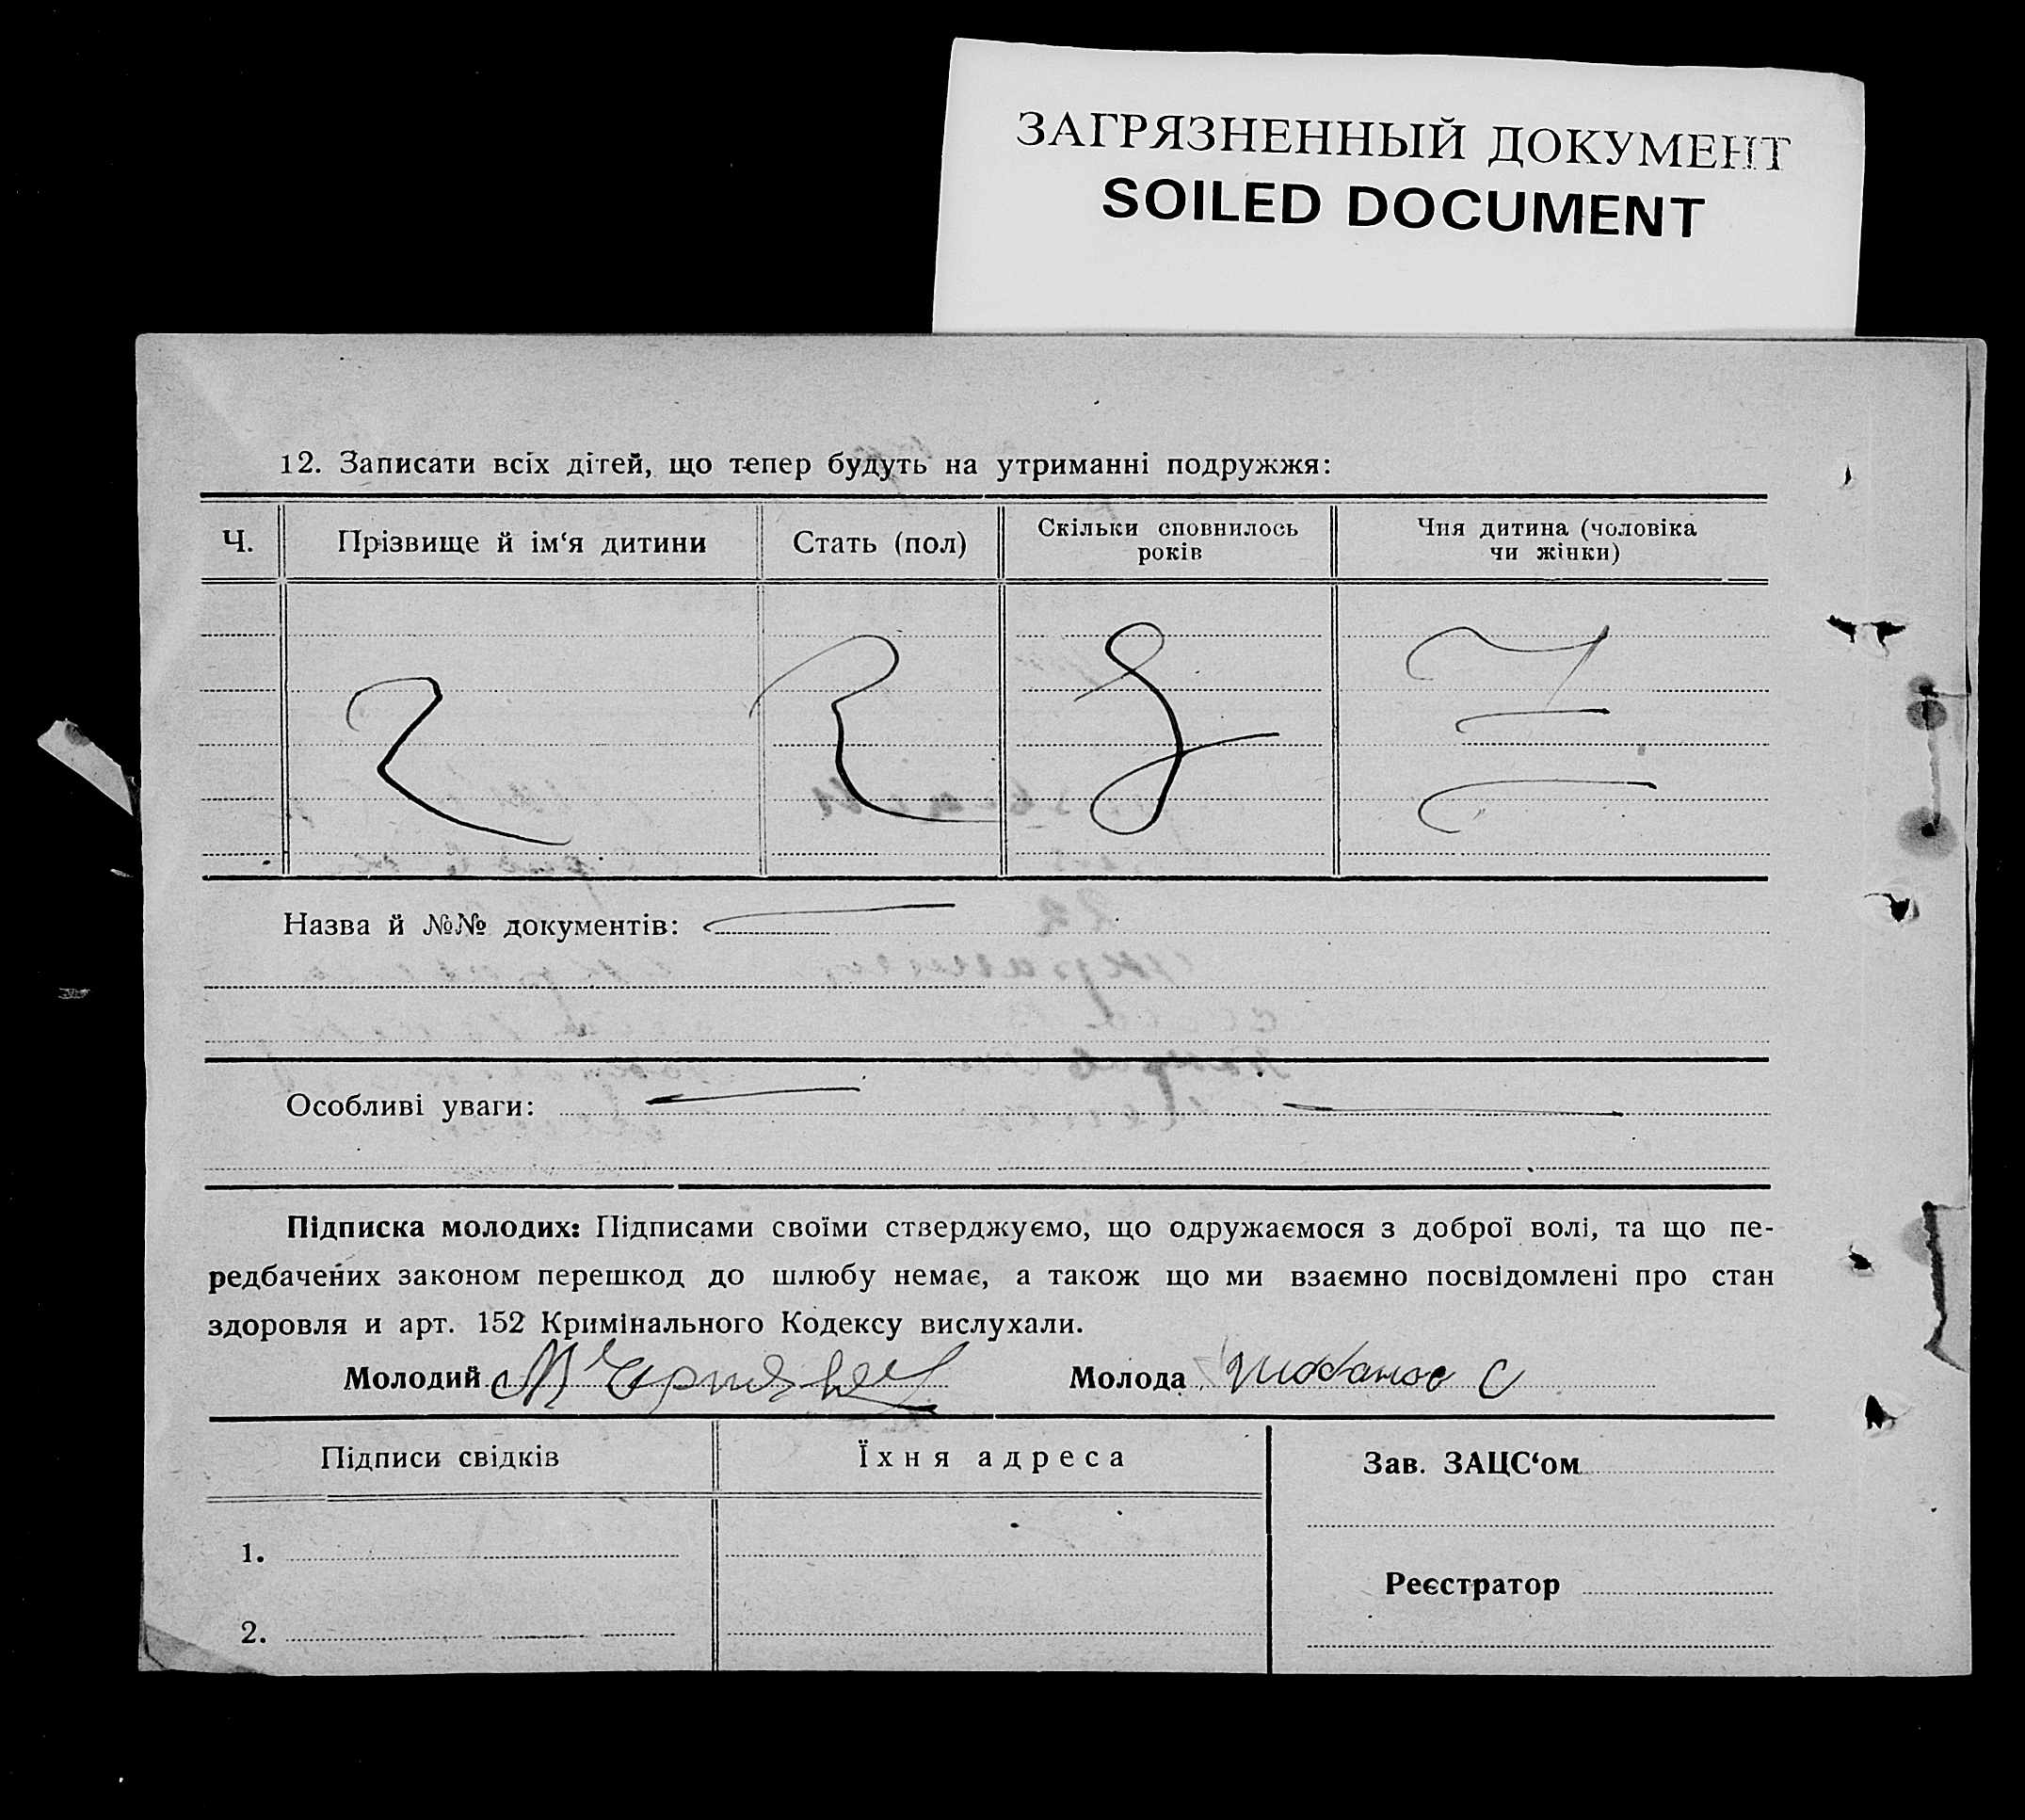 ЗАГРЯЗНЕННЫЙ ДОКУМЕНТ
SOILED DOCUMENT
12. Записати всіх дітей, що тепер будуть на утриманні подружжя:
Ч. Прізвище й ім‘я дитини Стать (пол) Скільки сповнилось років Чия дитина (чоловіка чи жінки)
Назва й №№ документів:
Особливі уваги:
Підписка молодих: Підписами своїми стверджуємо, що одружаємося з доброї волі, та що пе-
редбачених законом перешкод до шлюбу немає, а також що ми взаємно посвідомлені про стан
здоровля и арт. 152 Кримінального Кодексу вислухали.
Молодий Молода
Підписи свідків Їхня адреса Зав. ЗАЦС‘ом
1.
Реєстратор
2.